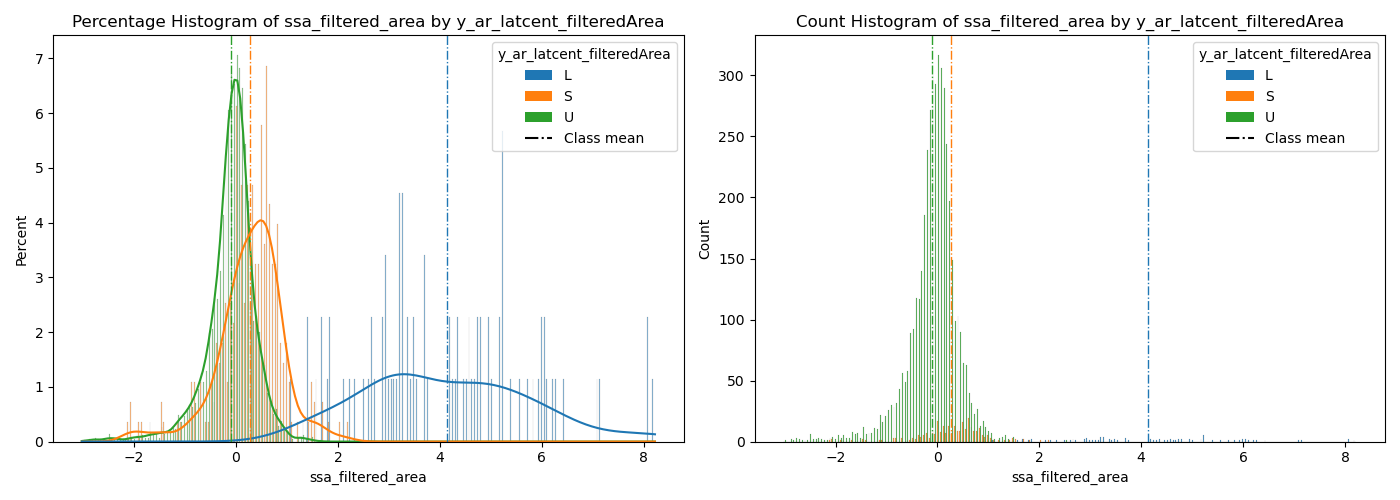 Percentage Histogram of ssa_filtered_area by y_ar_latcent_filteredArea
7
6
5
4
3
2
1
0
Percent
−2
0
2
4
6
8
ssa_filtered_area
y_ar_latcent_filteredArea
L
S
U
Class mean
Count Histogram of ssa_filtered_area by y_ar_latcent_filteredArea
300
250
200
150
100
50
0
Count
−2
0
2
4
6
8
ssa_filtered_area
y_ar_latcent_filteredArea
L
S
U
Class mean